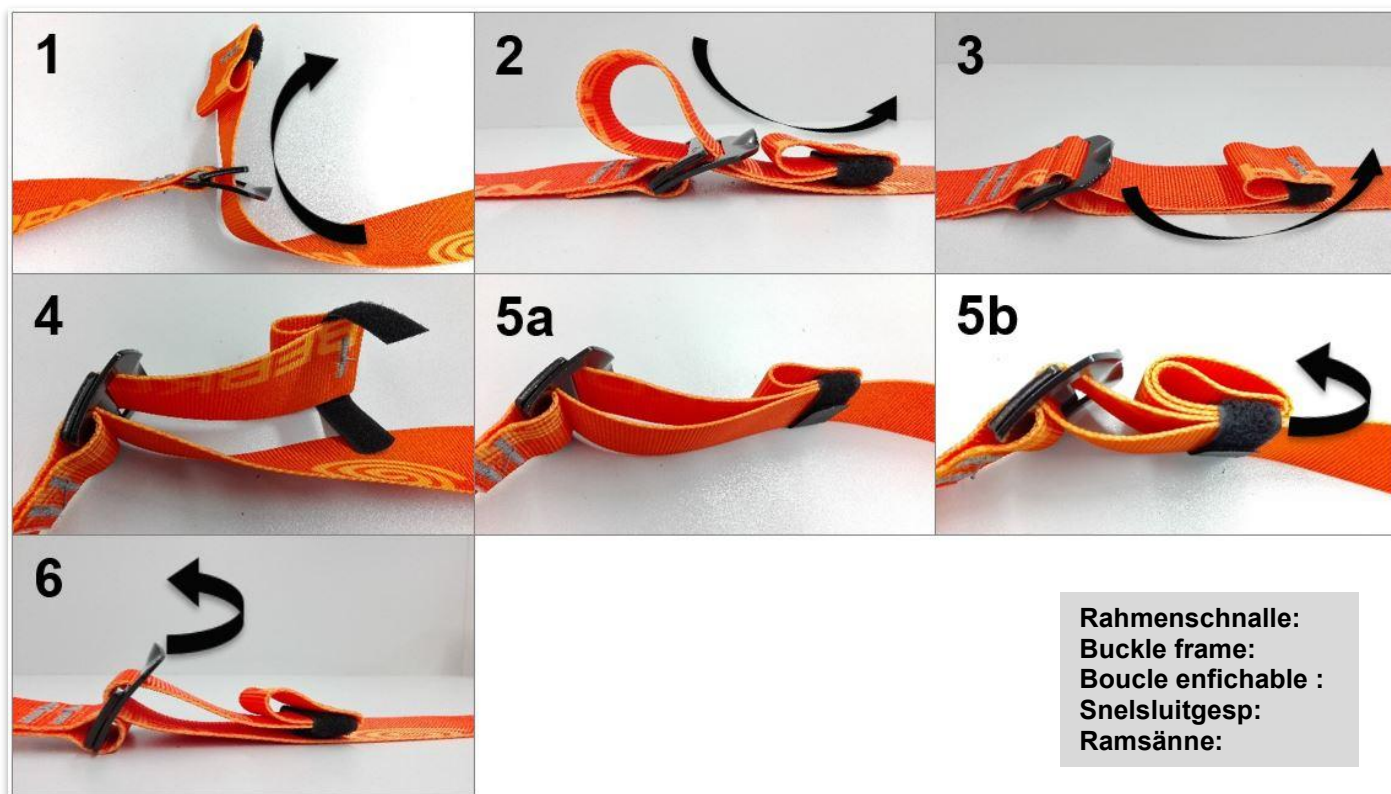 1
2
3
4
5a
5b
6
Rahmenschnalle:
Buckle frame:
Boucle enfichable :
Snelsluitgesp:
Ramsänne: